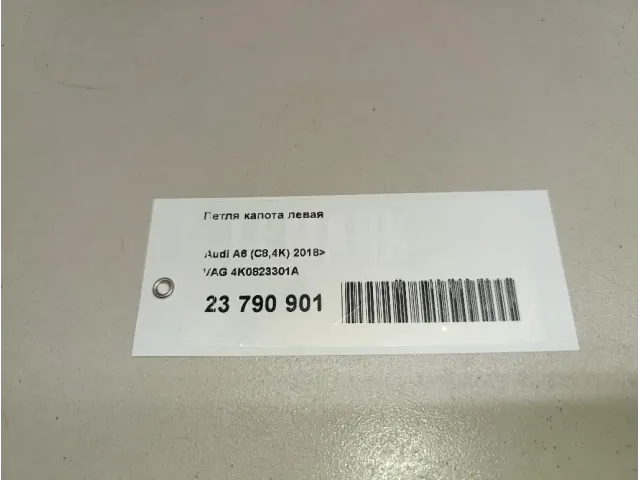 Петля капота левая
Audi A6 (C8,4K) 2018>
VAG 4K0823301A
23 790 901